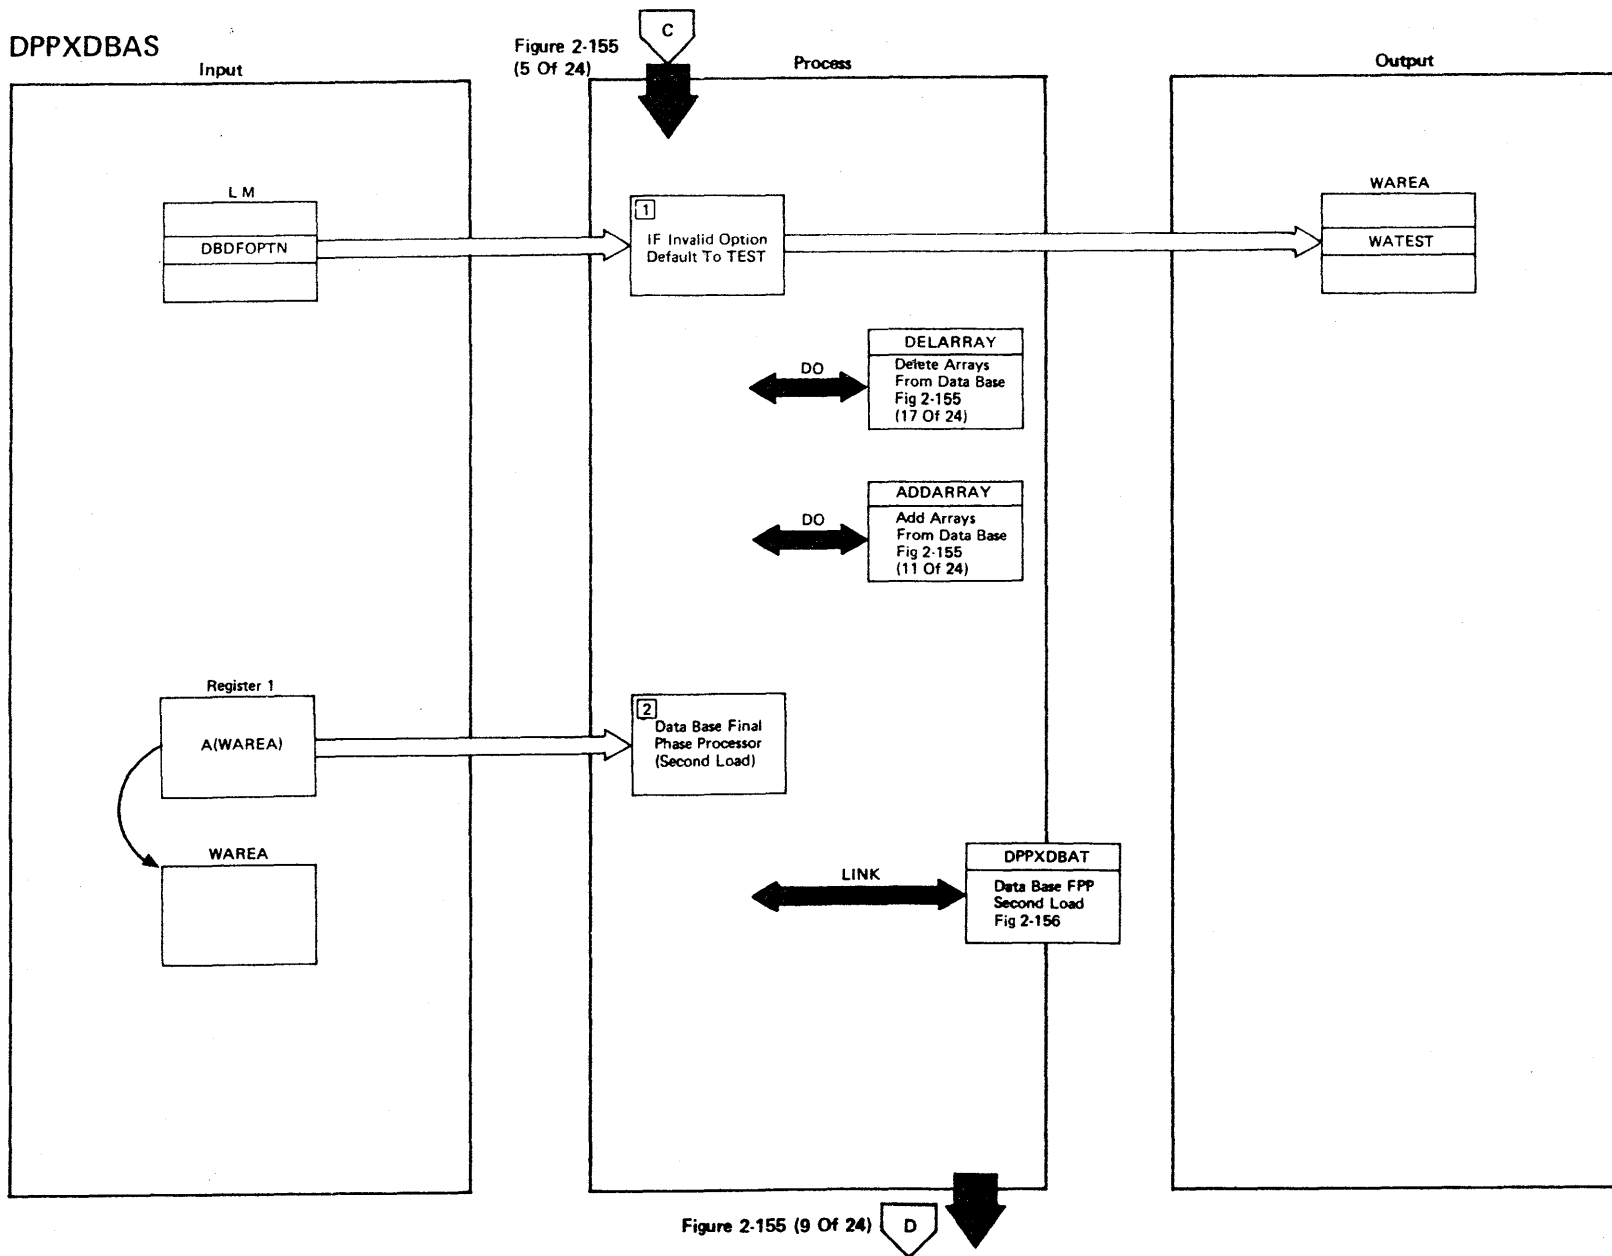 DPPXDBAS
Figure 2-155
(5 Of 24)
C
Input
Process
Output
L M
DBDFOPTN
1
IF Invalid Option
Default To TEST
WAREA
WATEST
DO
DELARRAY
Delete Arrays
From Data Base
Fig 2-155
(17 Of 24)
DO
ADDARRAY
Add Arrays
From Data Base
Fig 2-155
(11 Of 24)
Register 1
A(WAREA)
2
Data Base Final
Phase Processor
(Second Load)
WAREA
LINK
DPPXDBAT
Data Base FPP
Second Load
Fig 2-156
Figure 2-155 (9 Of 24)
D